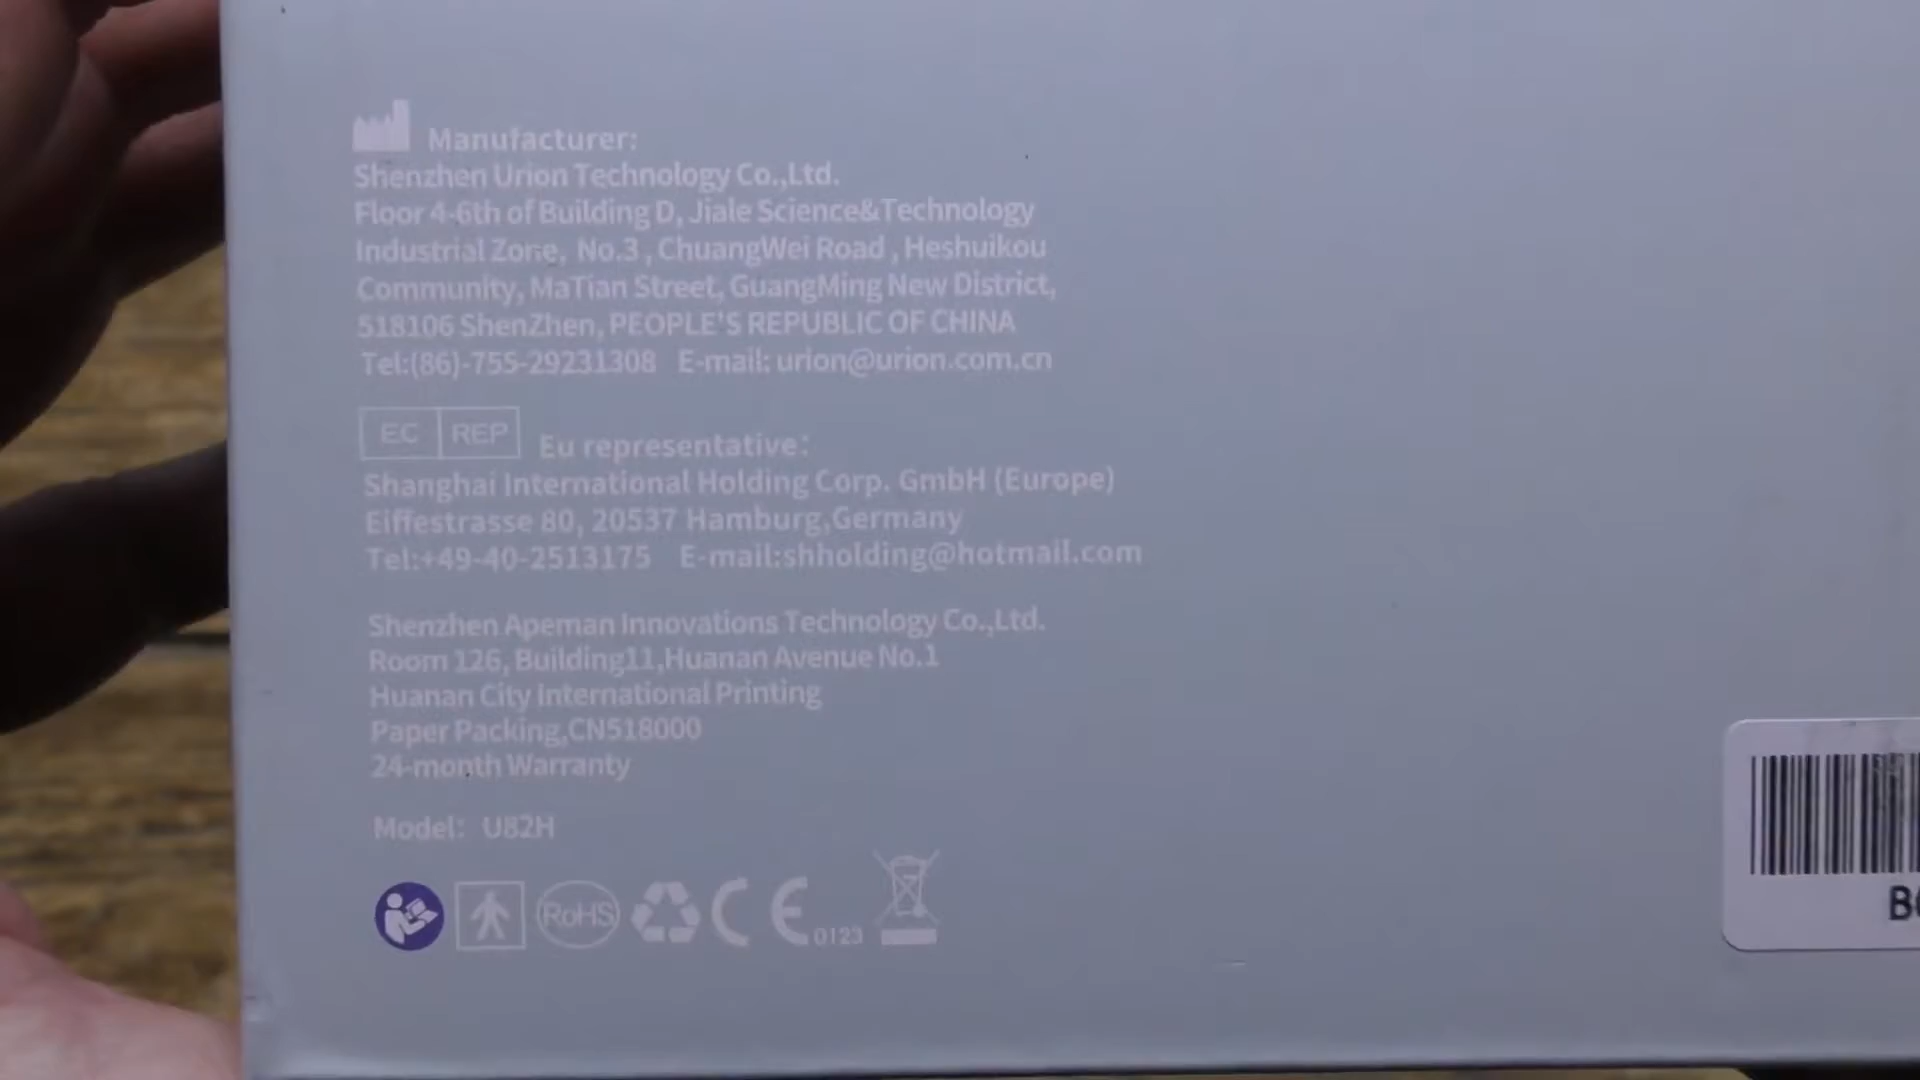 Manufacturer:
Shenzhen Urion Technology Co.,Ltd.
Floor 4-6th of Building D, Jiale Science&Technology
Industrial Zone, No.3 , ChuangWei Road , Heshuikou
Community, MaTian Street, GuangMing New District,
518106 ShenZhen, PEOPLE'S REPUBLIC OF CHINA
Tel:(86)-755-29231308 E-mail: urion@urion.com.cn
EC REP Eu representative:
Shanghai International Holding Corp. GmbH (Europe)
Eiffestrasse 80, 20537 Hamburg,Germany
Tel:+49-40-2513175 E-mail:shholding@hotmail.com
Shenzhen Apeman Innovations Technology Co.,Ltd.
Room 126, Building11,Huanan Avenue No.1
Huanan City International Printing
Paper Packing,CN518000
24-month Warranty
Model: U82H
RoHS CE 0123